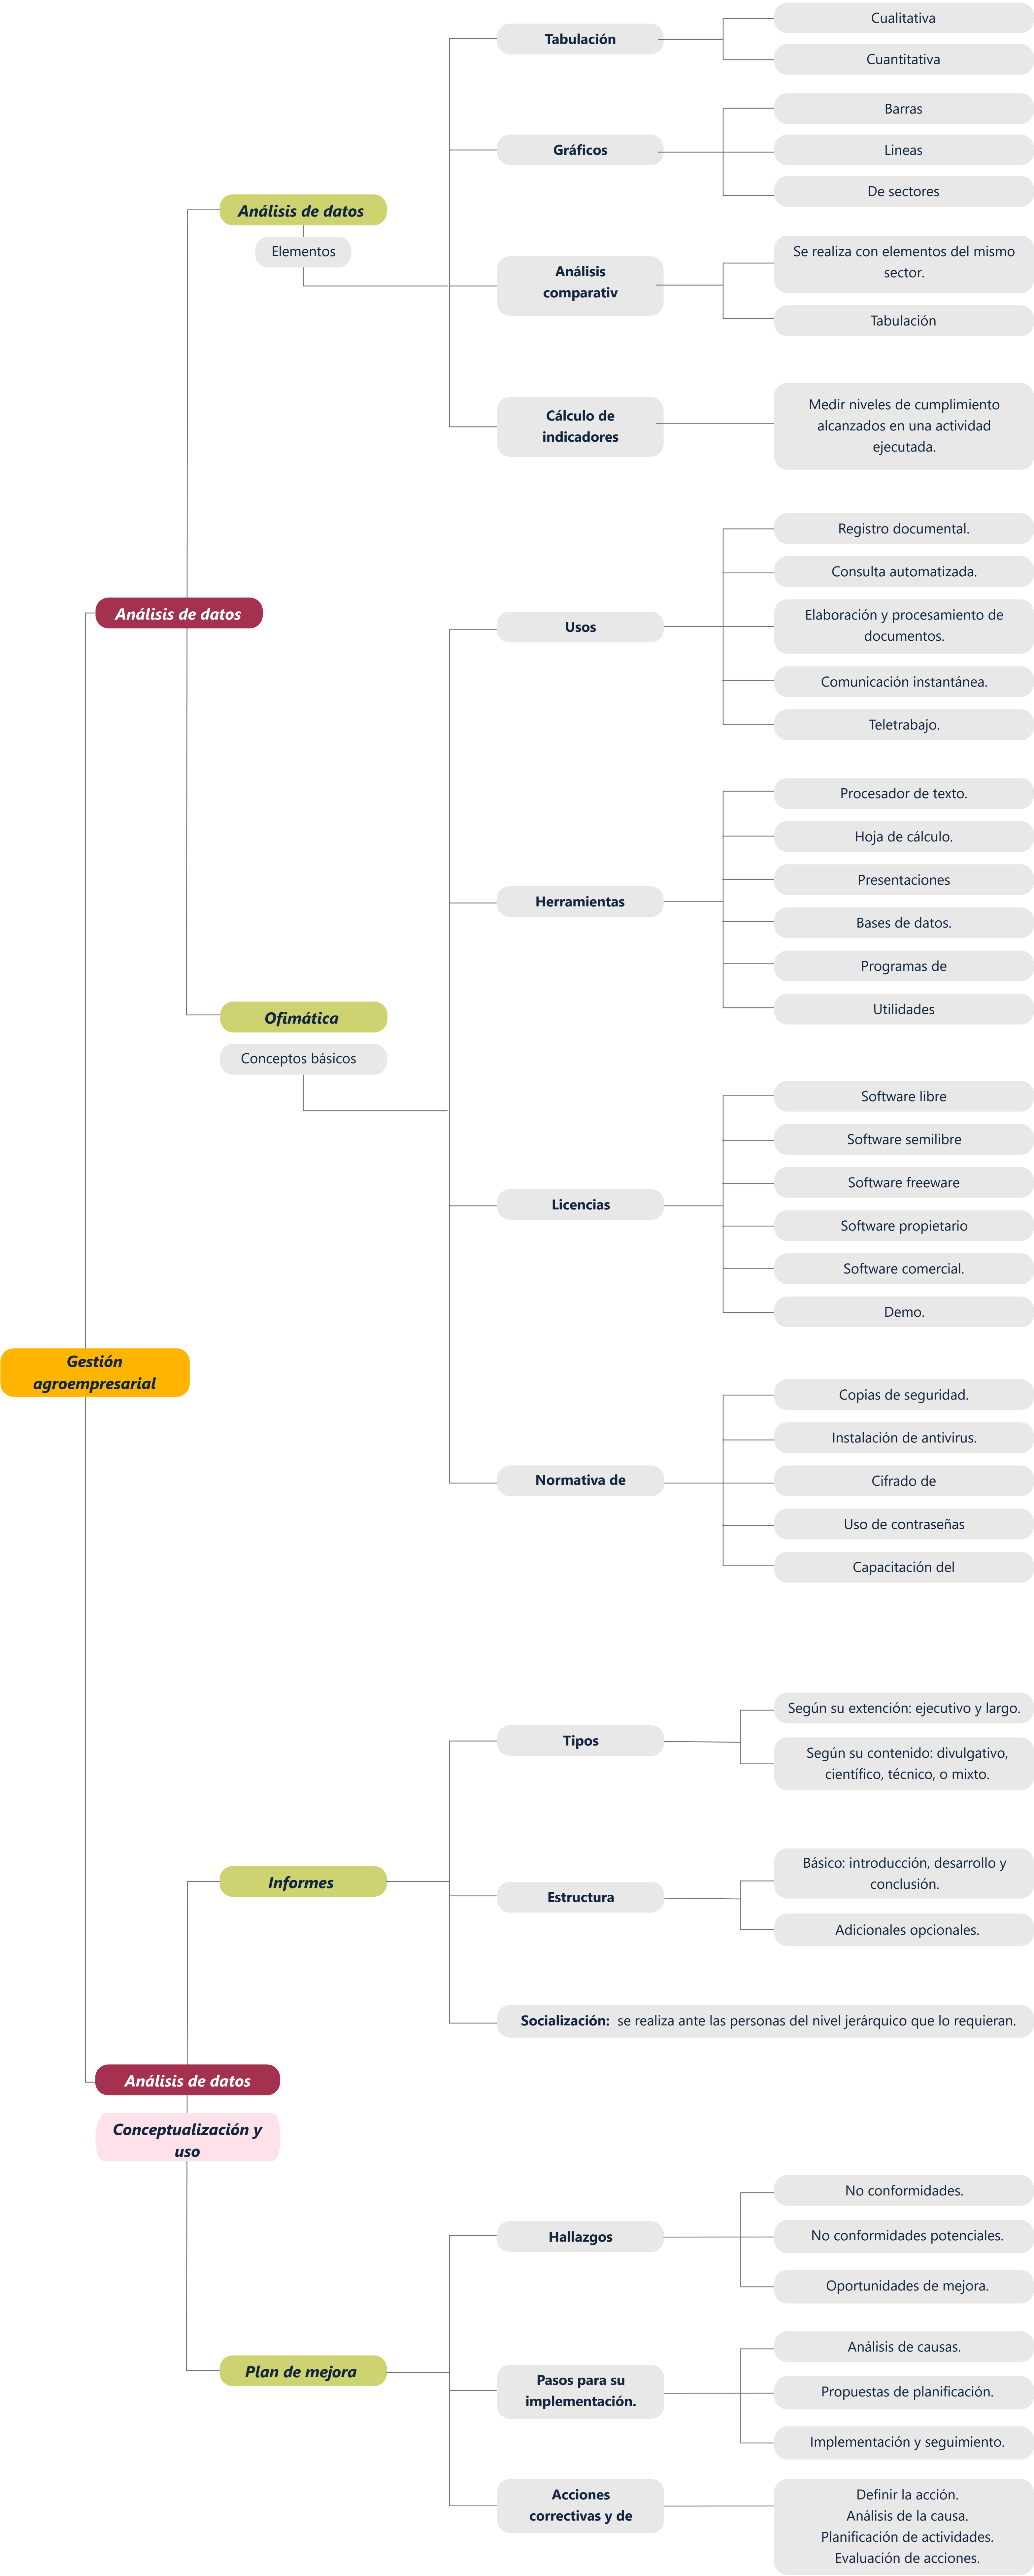 Gestión
agroempresarial
Análisis de datos
Análisis de datos
Elementos
Tabulación
Cualitativa
Cuantitativa
Gráficos
Barras
Lineas
De sectores
Análisis
comparativ
Se realiza con elementos del mismo
sector.
Tabulación
Cálculo de
indicadores
Medir niveles de cumplimiento
alcanzados en una actividad
ejecutada.
Ofimática
Conceptos básicos
Usos
Registro documental.
Consulta automatizada.
Elaboración y procesamiento de
documentos.
Comunicación instantánea.
Teletrabajo.
Herramientas
Procesador de texto.
Hoja de cálculo.
Presentaciones
Bases de datos.
Programas de
Utilidades
Licencias
Software libre
Software semilibre
Software freeware
Software propietario
Software comercial.
Demo.
Normativa de
Copias de seguridad.
Instalación de antivirus.
Cifrado de
Uso de contraseñas
Capacitación del
Análisis de datos
Conceptualización y
uso
Informes
Tipos
Según su extención: ejecutivo y largo.
Según su contenido: divulgativo,
científico, técnico, o mixto.
Estructura
Básico: introducción, desarrollo y
conclusión.
Adicionales opcionales.
Socialización: se realiza ante las personas del nivel jerárquico que lo requieran.
Plan de mejora
Hallazgos
No conformidades.
No conformidades potenciales.
Oportunidades de mejora.
Pasos para su
implementación.
Análisis de causas.
Propuestas de planificación.
Implementación y seguimiento.
Acciones
correctivas y de
Definir la acción.
Análisis de la causa.
Planificación de actividades.
Evaluación de acciones.